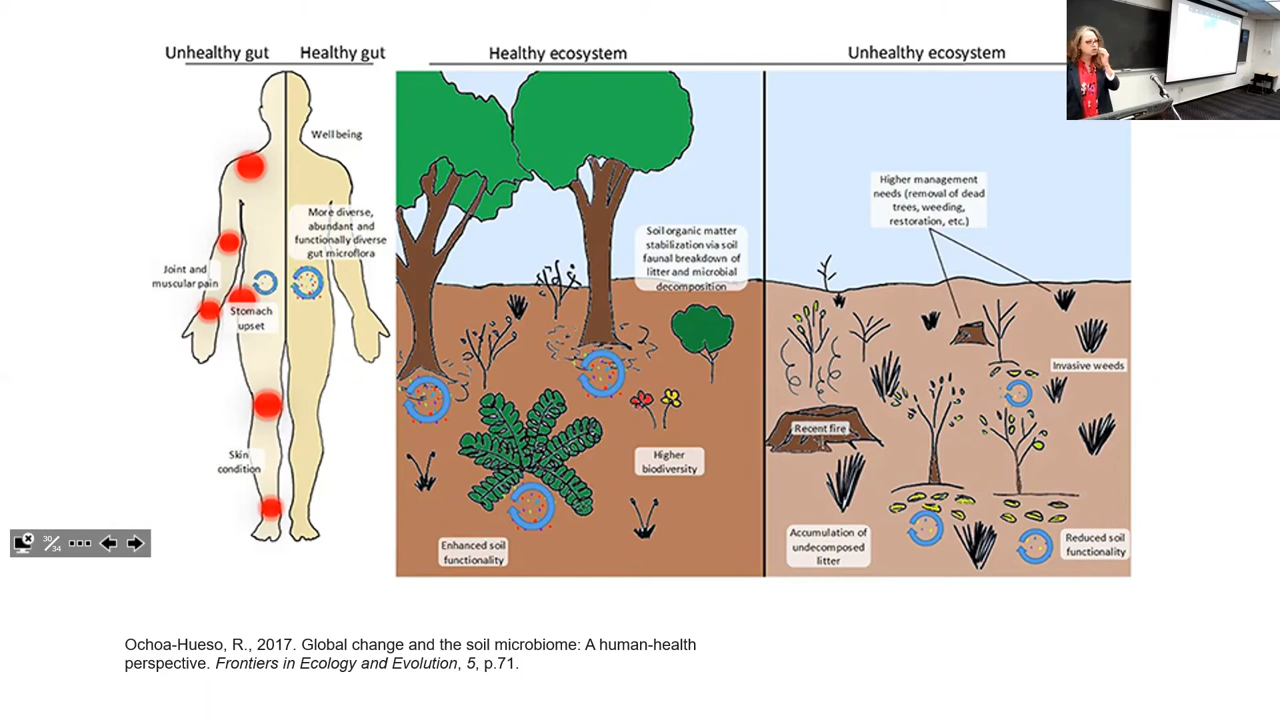 Unhealthy gut
Healthy gut
Healthy ecosystem
Unhealthy ecosystem
Well being
More diverse,
abundant and
functionally diverse
gut microflora
Joint and
muscular pain
Stomach
upset
Skin
condition
Soil organic matter
stabilization via soil
faunal breakdown of
litter and microbial
decomposition
Higher
biodiversity
Enhanced soil
functionality
Higher management
needs (removal of dead
trees, weeding,
restoration, etc.)
Invasive weeds
Recent fire
Accumulation of
undecomposed
litter
Reduced soil
functionality
30/34
Ochoa-Hueso, R., 2017. Global change and the soil microbiome: A human-health
perspective. Frontiers in Ecology and Evolution, 5, p.71.